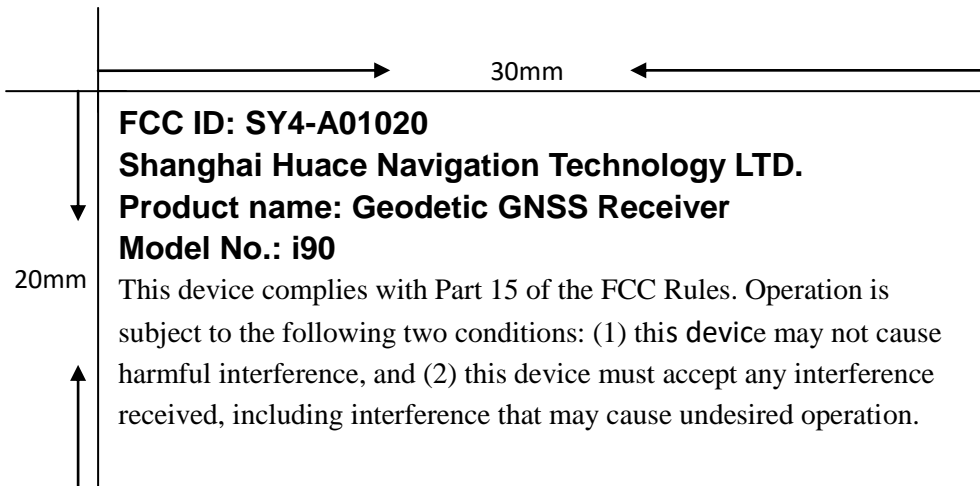 30mm
FCC ID: SY4-A01020
Shanghai Huace Navigation Technology LTD.
Product name: Geodetic GNSS Receiver
Model No.: i90
20mm
This device complies with Part 15 of the FCC Rules. Operation is
subject to the following two conditions: (1) this device may not cause
harmful interference, and (2) this device must accept any interference
received, including interference that may cause undesired operation.